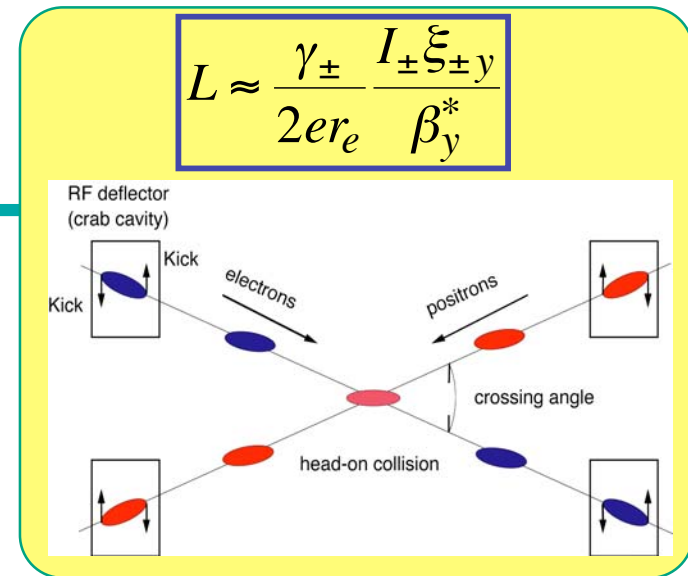 L ≈ γ± / 2er_e I±ξ±y / β*_y
RF deflector
(crab cavity)
Kick
Kick
electrons
positrons
crossing angle
head-on collision